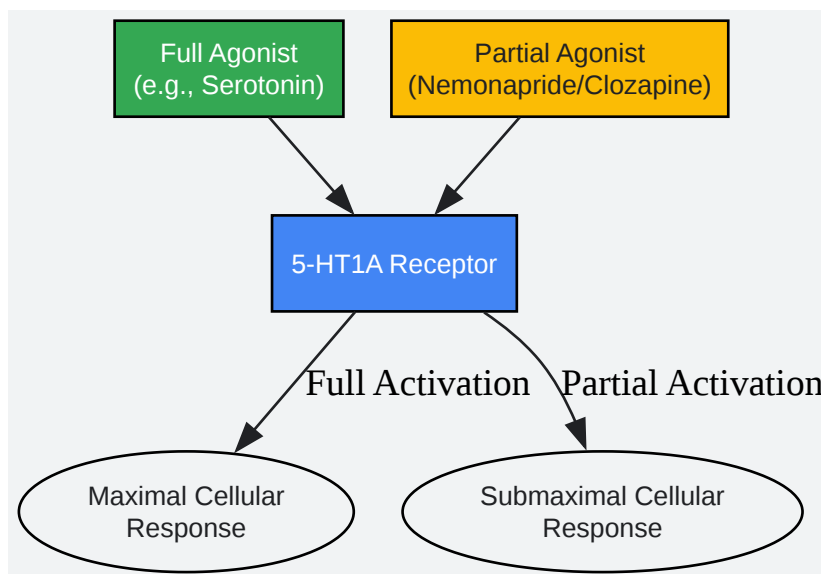 Full Agonist
(e.g., Serotonin)
Partial Agonist
(Nemonapride/Clozapine)
5-HT1A Receptor
Full Activation
Partial Activation
Maximal Cellular
Response
Submaximal Cellular
Response